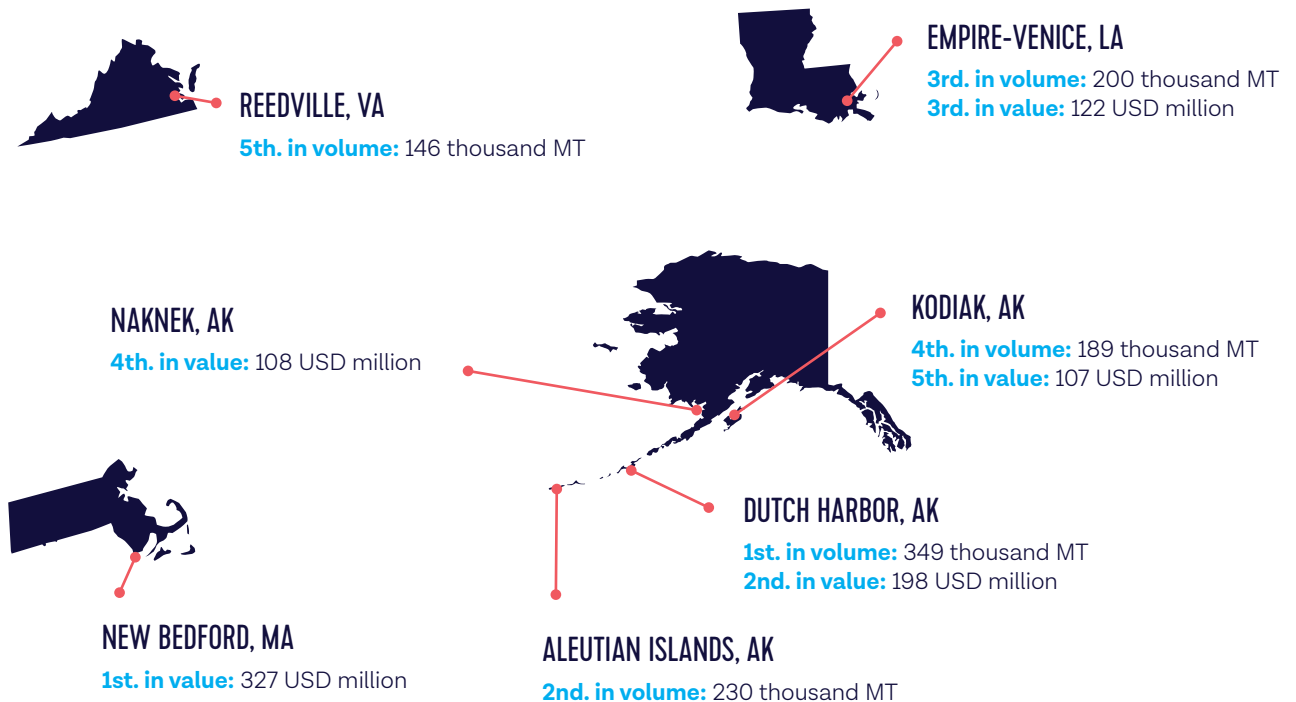 REEDVILLE, VA
5th. in volume: 146 thousand MT
EMPIRE-VENICE, LA
3rd. in volume: 200 thousand MT
3rd. in value: 122 USD million
NAKNEK, AK
4th. in value: 108 USD million
KODIAK, AK
4th. in volume: 189 thousand MT
5th. in value: 107 USD million
DUTCH HARBOR, AK
1st. in volume: 349 thousand MT
2nd. in value: 198 USD million
NEW BEDFORD, MA
1st. in value: 327 USD million
ALEUTIAN ISLANDS, AK
2nd. in volume: 230 thousand MT